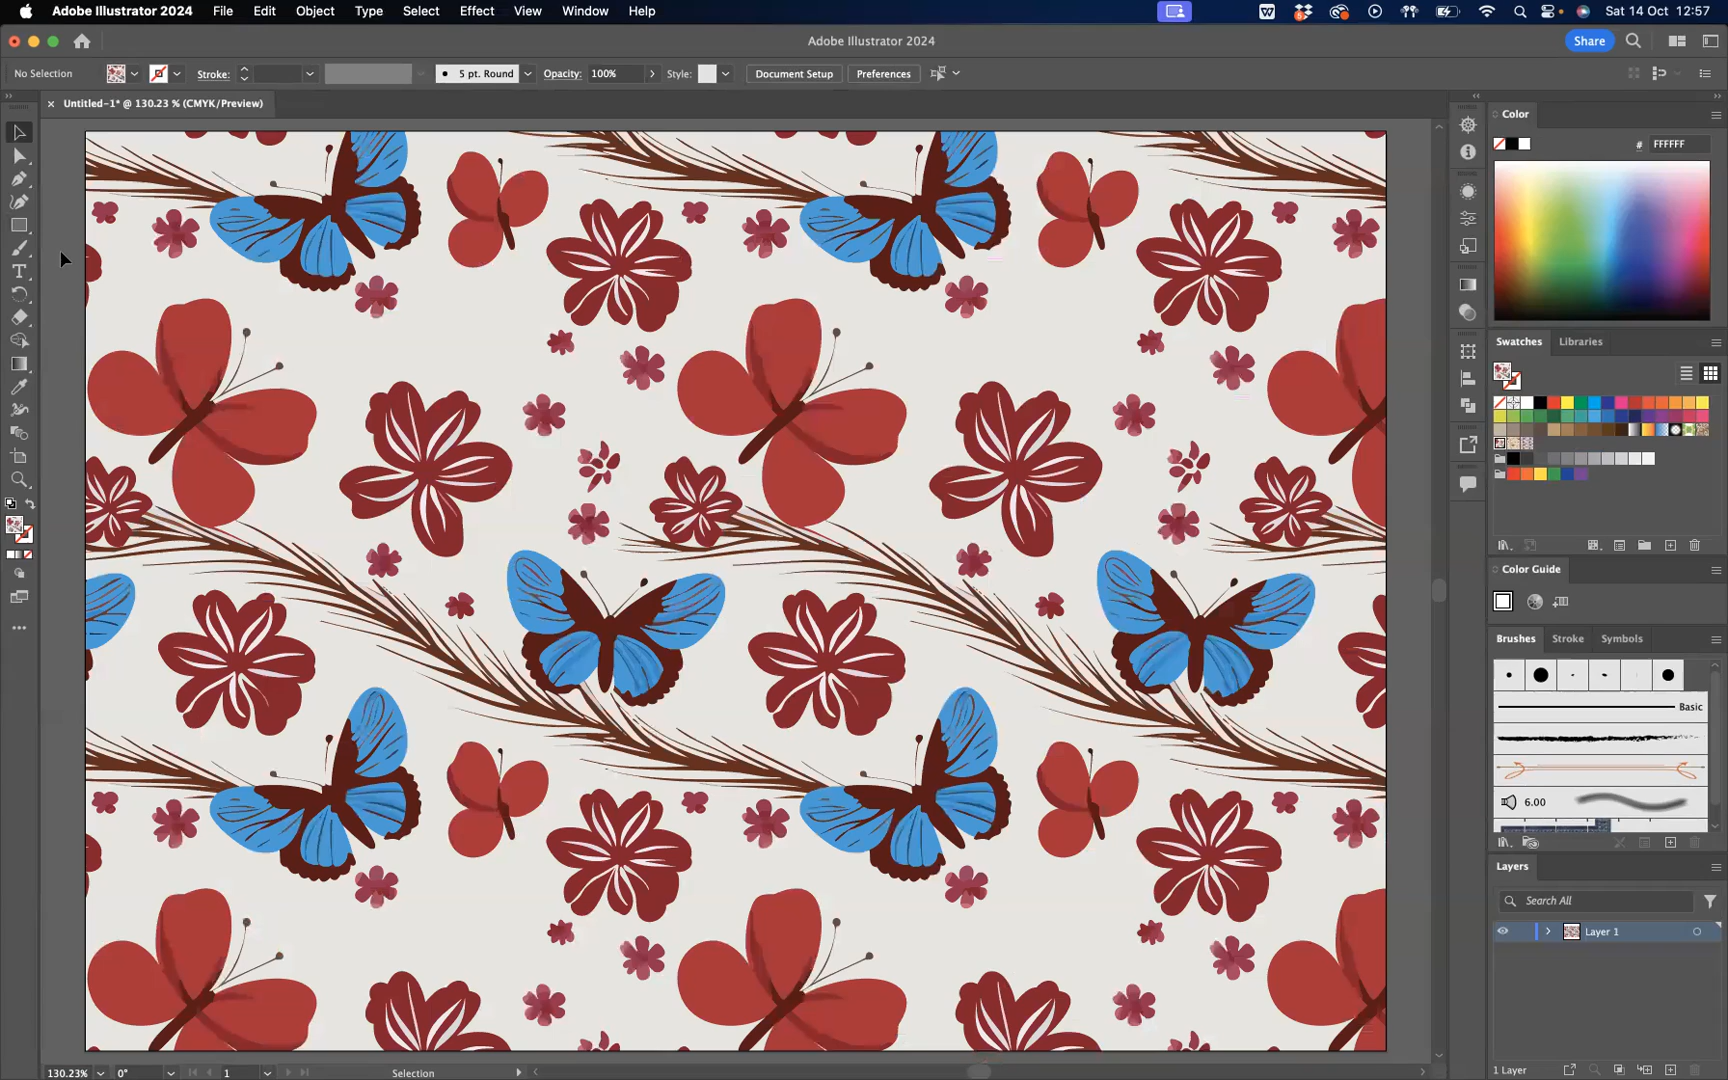 Adobe Illustrator 2024 File Edit Object Type Select Effect View Window Help Sat 14 Oct 12:57
Adobe Illustrator 2024 Share
No Selection Stroke: 5 pt. Round Opacity: 100% Style: Document Setup Preferences
Untitled-1* @ 130.23 % (CMYK/Preview)
Color
# FFFFFF
Swatches Libraries
Color Guide
Brushes Stroke Symbols
Basic
6.00
Layers
Search All
Layer 1
1 Layer
130.23% 0° 1 Selection